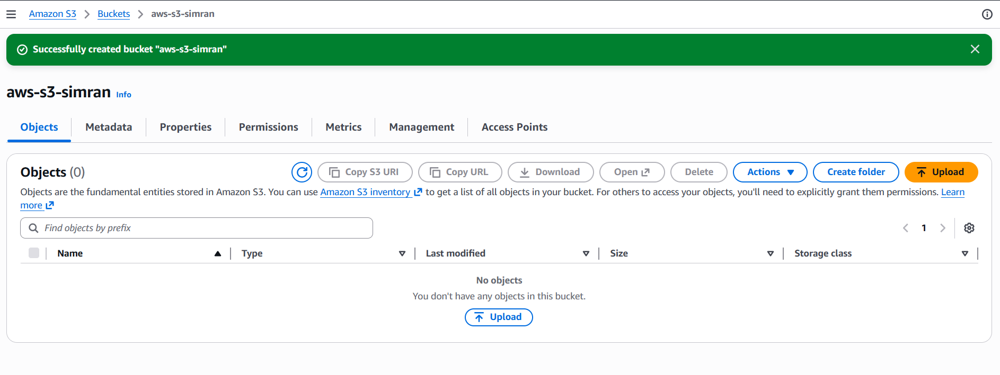 Amazon S3 > Buckets > aws-s3-simran
Successfully created bucket "aws-s3-simran"
aws-s3-simran Info
Objects Metadata Properties Permissions Metrics Management Access Points
Objects (0) Copy S3 URI Copy URL Download Open Delete Actions Create folder Upload
Objects are the fundamental entities stored in Amazon S3. You can use Amazon S3 inventory to get a list of all objects in your bucket. For others to access your objects, you'll need to explicitly grant them permissions. Learn
more
Find objects by prefix 1
Name Type Last modified Size Storage class
No objects
You don't have any objects in this bucket.
Upload